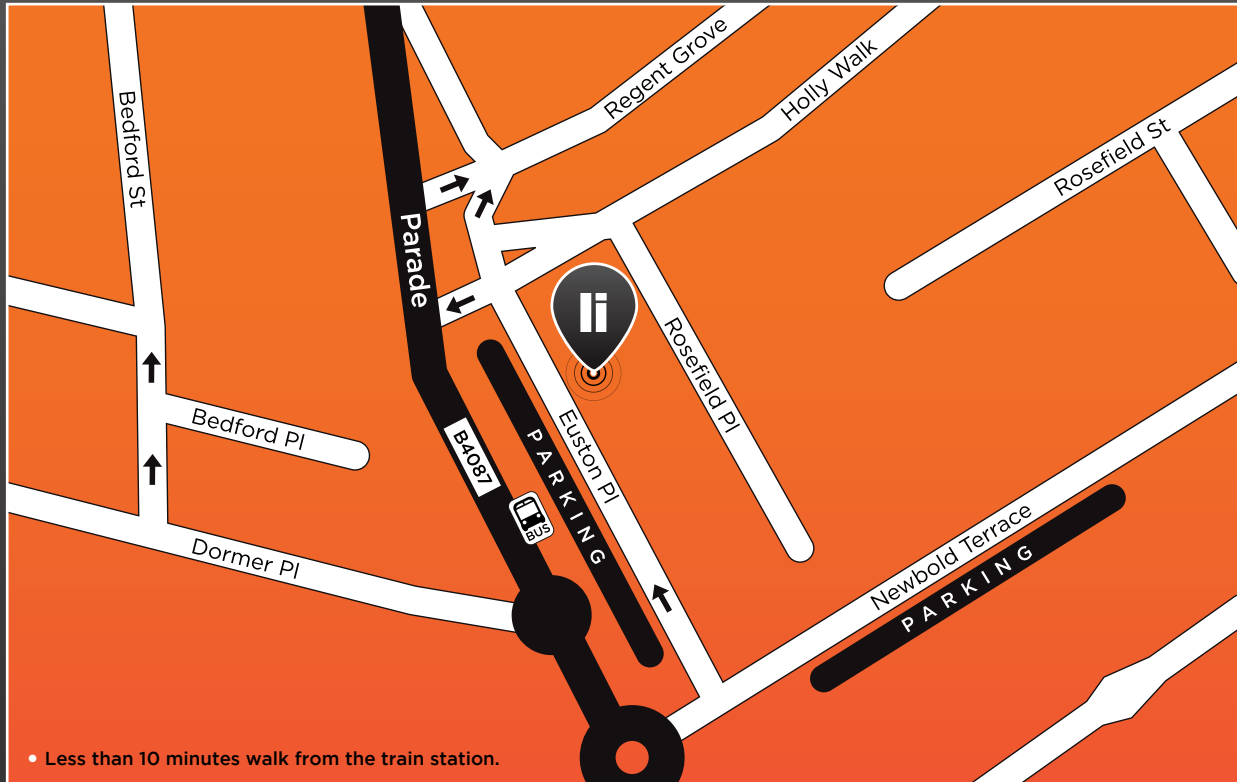 Regent Grove
Holly Walk
Bedford St
Rosefield St
Parade
li
Rosefield Pl
Bedford Pl
B4087
PARKING
Euston Pl
BUS
Dormer Pl
Newbold Terrace
PARKING
• Less than 10 minutes walk from the train station.